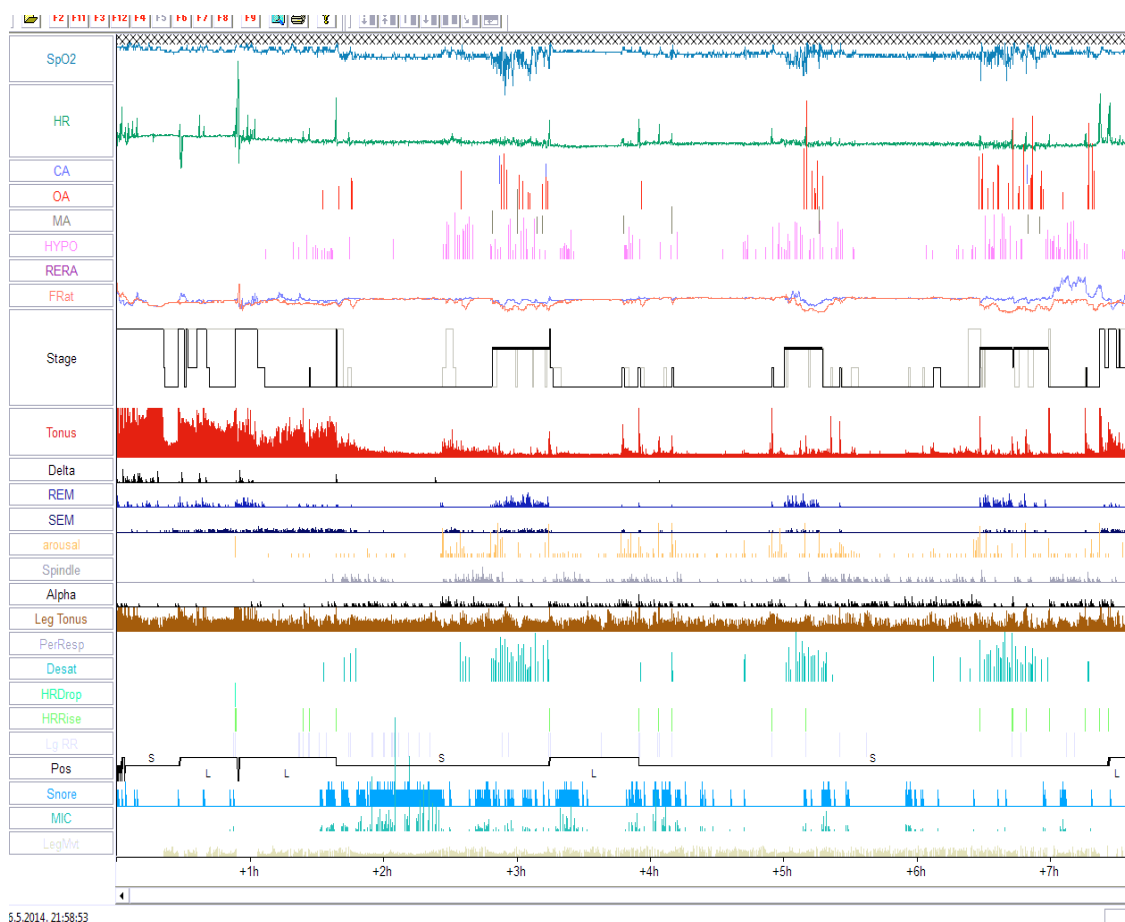 F2 F11 F3 F12 F4 F5 F6 F7 F8 F9 ?
SpO2
HR
CA
OA
MA
HYPO
RERA
FRat
Stage
Tonus
Delta
REM
SEM
arousal
Spindle
Alpha
Leg Tonus
PerResp
Desat
HRDrop
HRRise
Lg RR
Pos
S L L S L S L
Snore
MIC
LegMvt
+1h +2h +3h +4h +5h +6h +7h
6.5.2014. 21:58:53